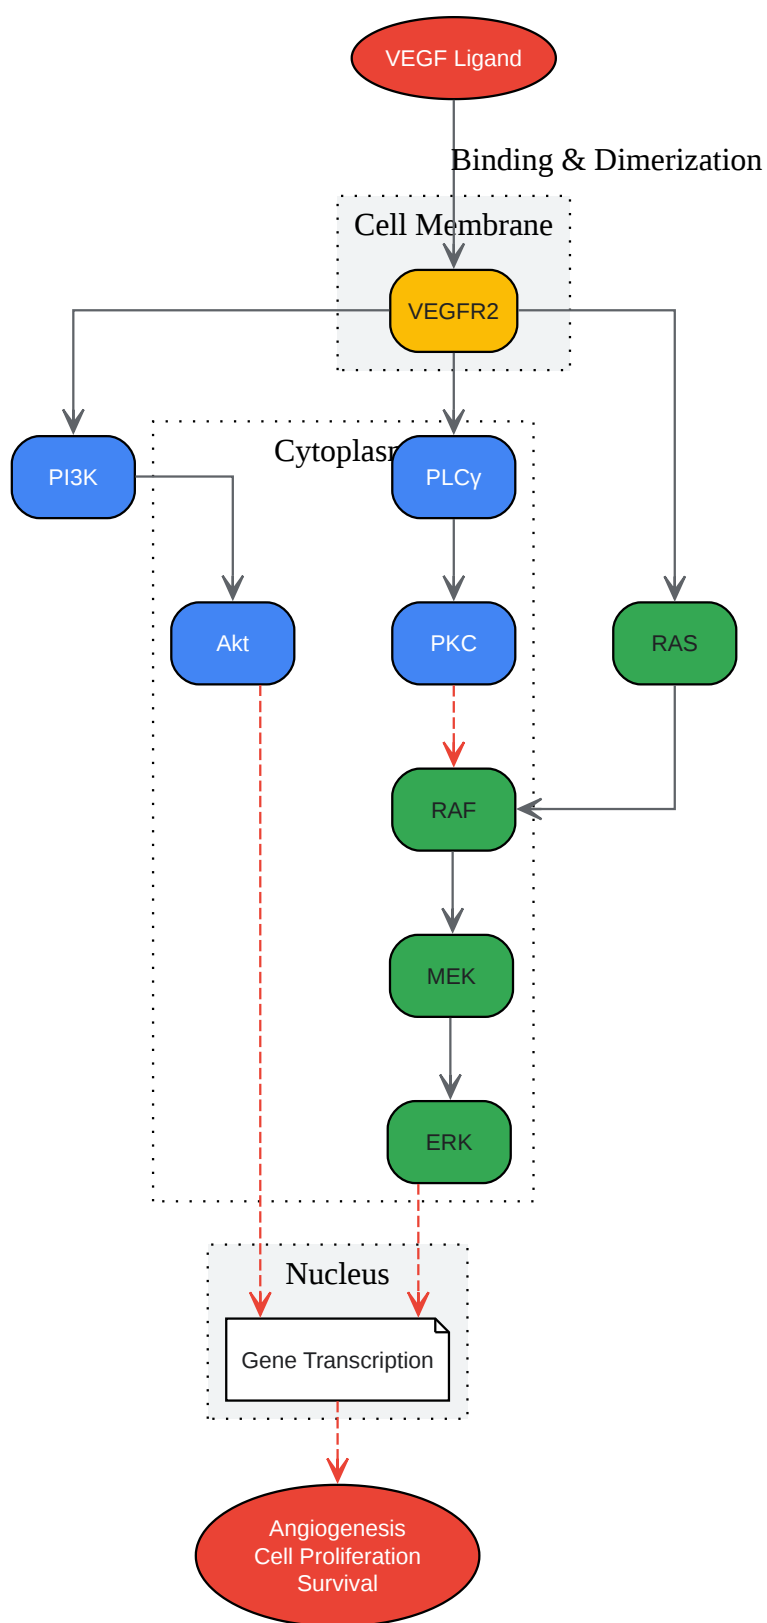 VEGF Ligand
Binding & Dimerization
Cell Membrane
VEGFR2
Cytoplasm
PI3K
PLCγ
Akt
PKC
RAS
RAF
MEK
ERK
Nucleus
Gene Transcription
Angiogenesis
Cell Proliferation
Survival